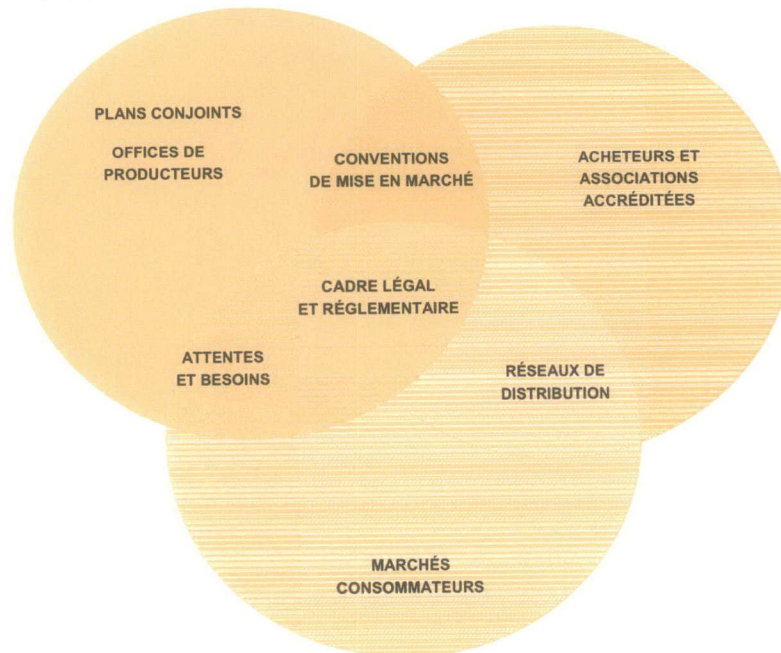 PLANS CONJOINTS
OFFICES DE
PRODUCTEURS
CONVENTIONS
DE MISE EN MARCHÉ
ACHETEURS ET
ASSOCIATIONS
ACCRÉDITÉES
CADRE LÉGAL
ET RÉGLEMENTAIRE
ATTENTES
ET BESOINS
RÉSEAUX DE
DISTRIBUTION
MARCHÉS
CONSOMMATEURS